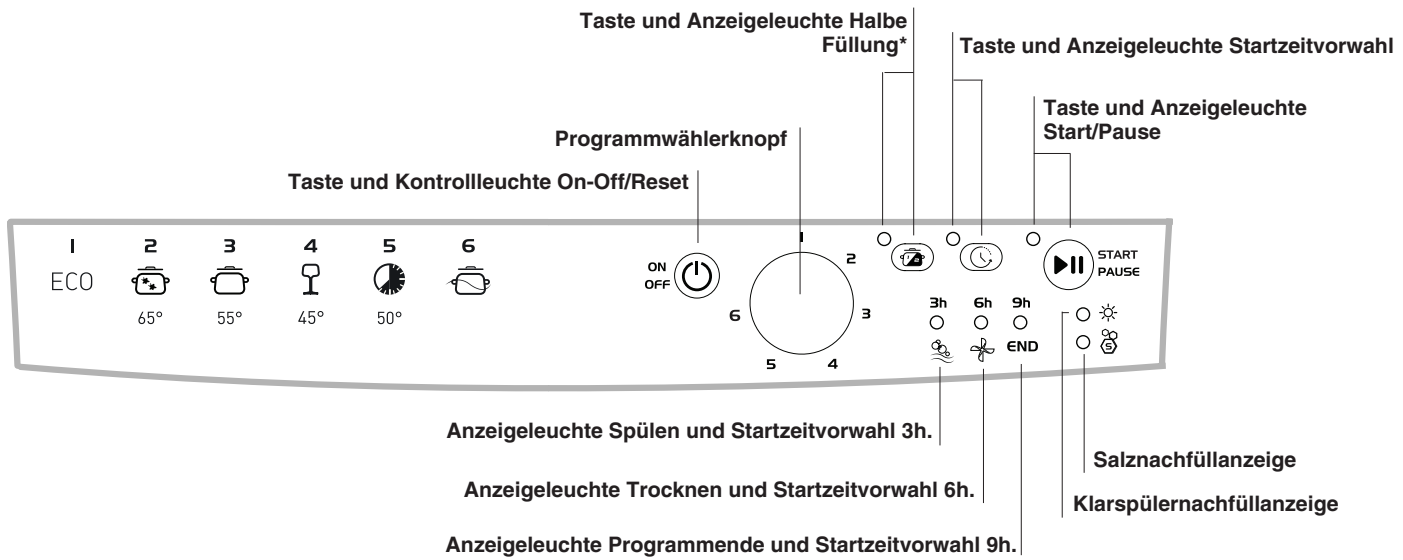 Taste und Anzeigeleuchte Halbe
Füllung*
Taste und Anzeigeleuchte Startzeitvorwahl
Taste und Anzeigeleuchte
Start/Pause
Programmwählerknopf
Taste und Kontrollleuchte On-Off/Reset
1 2 3 4 5 6
ECO
65° 55° 45° 50°
ON
OFF
1
2
3
4
5
6
START
PAUSE
3h 6h 9h
END
S
Anzeigeleuchte Spülen und Startzeitvorwahl 3h.
Anzeigeleuchte Trocknen und Startzeitvorwahl 6h.
Anzeigeleuchte Programmende und Startzeitvorwahl 9h.
Salznachfüllanzeige
Klarspülernachfüllanzeige